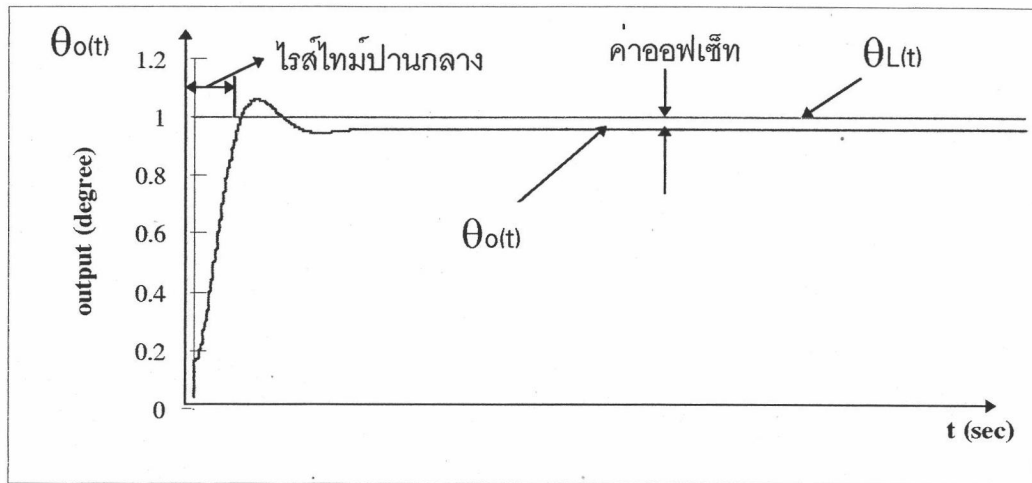 θo(t)
1.2
ไรส์ไทม์ปานกลาง
ค่าออฟเซ็ท
θL(t)
1
0.8
0.6
0.4
0.2
0
output (degree)
θo(t)
t (sec)